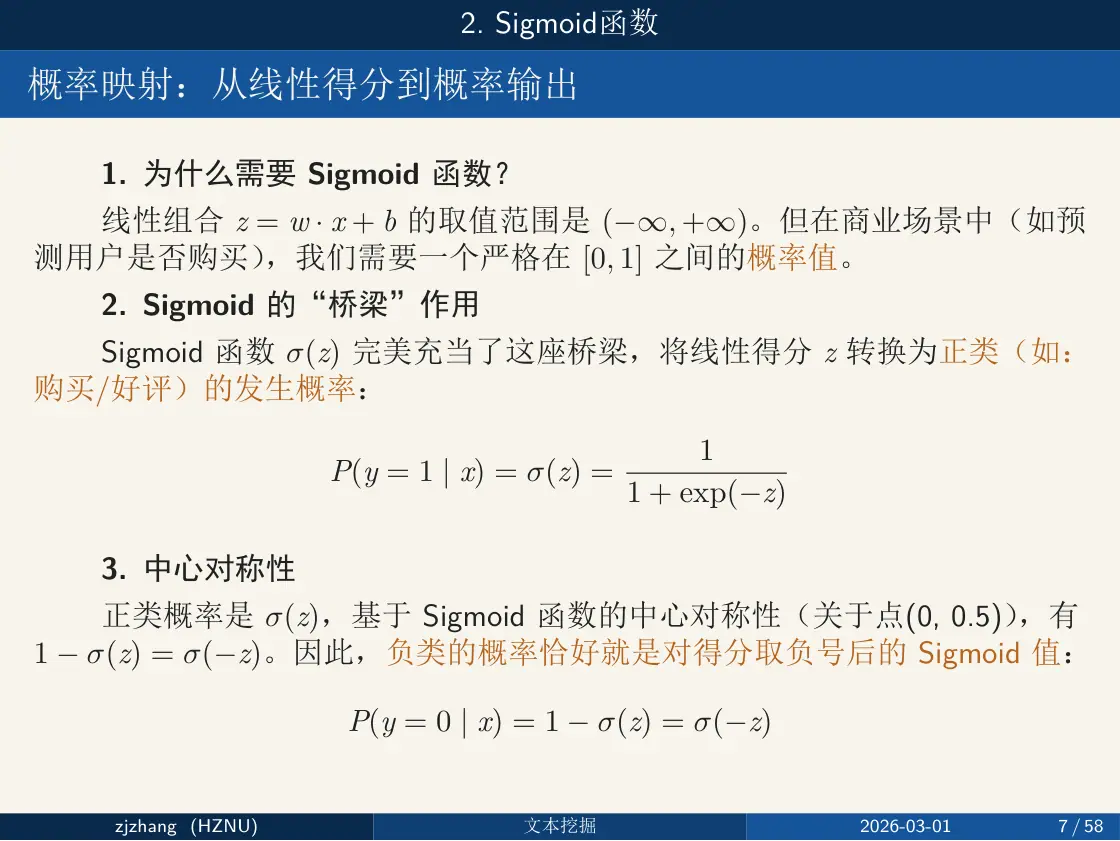 2. Sigmoid函数
概率映射：从线性得分到概率输出
1. 为什么需要 Sigmoid 函数？
线性组合 z = w · x + b 的取值范围是 (−∞, +∞)。但在商业场景中（如预
测用户是否购买），我们需要一个严格在 [0, 1] 之间的概率值。
2. Sigmoid 的“桥梁”作用
Sigmoid 函数 σ(z) 完美充当了这座桥梁，将线性得分 z 转换为正类（如：
购买/好评）的发生概率：
P(y = 1 | x) = σ(z) = 1 / (1 + exp(−z))
3. 中心对称性
正类概率是 σ(z)，基于 Sigmoid 函数的中心对称性（关于点(0, 0.5)），有
1 − σ(z) = σ(−z)。因此，负类的概率恰好就是对得分取负号后的 Sigmoid 值：
P(y = 0 | x) = 1 − σ(z) = σ(−z)
zjzhang (HZNU) 文本挖掘 2026-03-01 7 / 58